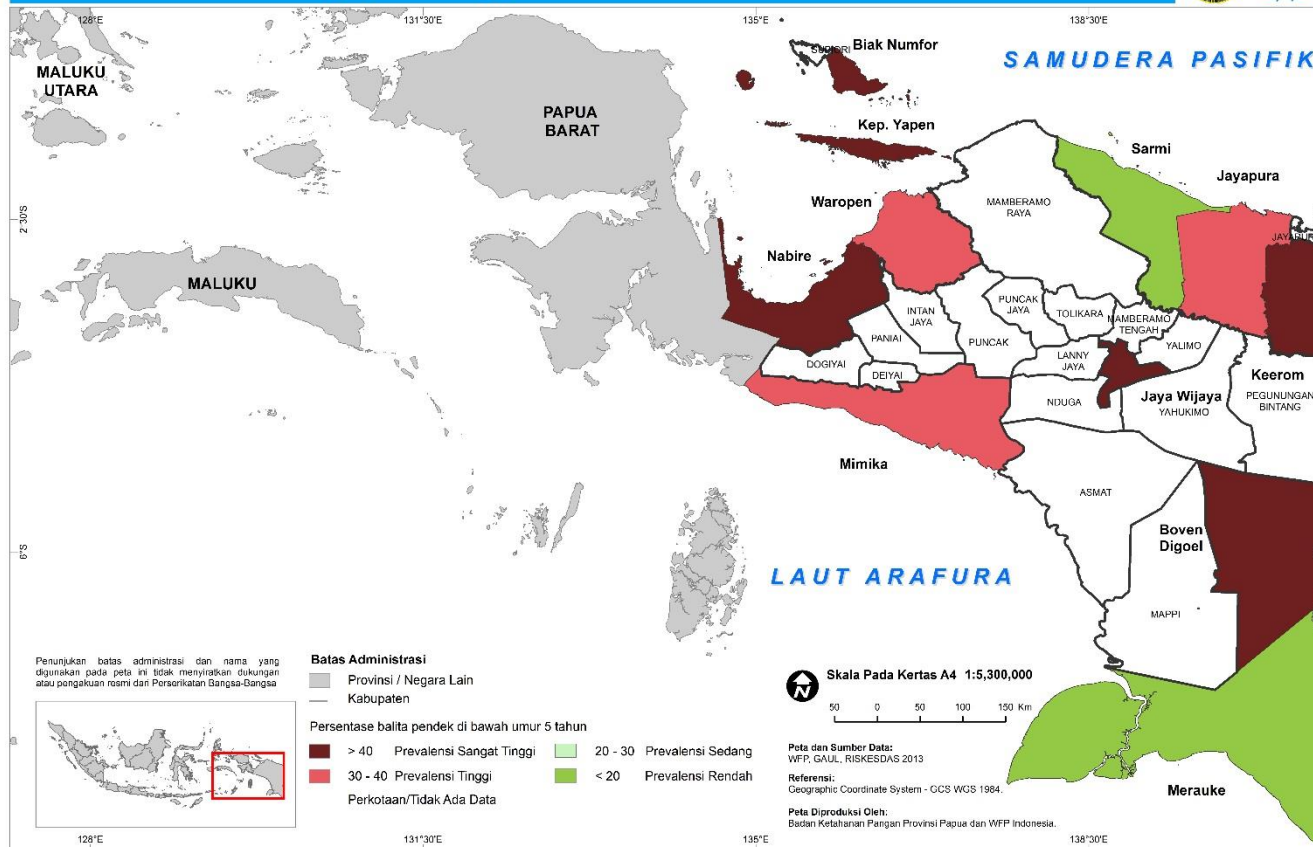 128°E
131°30'E
135°E
138°30'E
MALUKU
UTARA
PAPUA
BARAT
Biak Numfor
SAMUDERA PASIFIK
Kep. Yapen
Sarmi
Jayapura
Waropen
MAMBERAMO
RAYA
2°30'S
Nabire
MALUKU
INTAN
JAYA
PUNCAK
JAYA
TOLIKARA
MAMBERAMO
TENGAH
PANIAI
PUNCAK
YALIMO
DOGIYAI
DEIYAI
LANNY
JAYA
Keerom
NDUGA
Jaya Wijaya
YAHUKIMO
PEGUNUNGAN
BINTANG
Mimika
ASMAT
Boven
Digoel
6°S
LAUT ARAFURA
MAPPI
Penunjukan batas administrasi dan nama yang
digunakan pada peta ini tidak menyiratkan dukungan
atau pengakuan resmi dari Perserikatan Bangsa-Bangsa
Batas Administrasi
Provinsi / Negara Lain
Kabupaten
Persentase balita pendek di bawah umur 5 tahun
> 40 Prevalensi Sangat Tinggi
20 - 30 Prevalensi Sedang
30 - 40 Prevalensi Tinggi
< 20 Prevalensi Rendah
Perkotaan/Tidak Ada Data
N
Skala Pada Kertas A4 1:5,300,000
50 0 50 100 150 Km
Peta dan Sumber Data:
WFP, GAUL, RISKESDAS 2013
Referensi:
Geographic Coordinate System - GCS WGS 1984.
Peta Diproduksi Oleh:
Badan Ketahanan Pangan Provinsi Papua dan WFP Indonesia.
Merauke
128°E
131°30'E
135°E
138°30'E